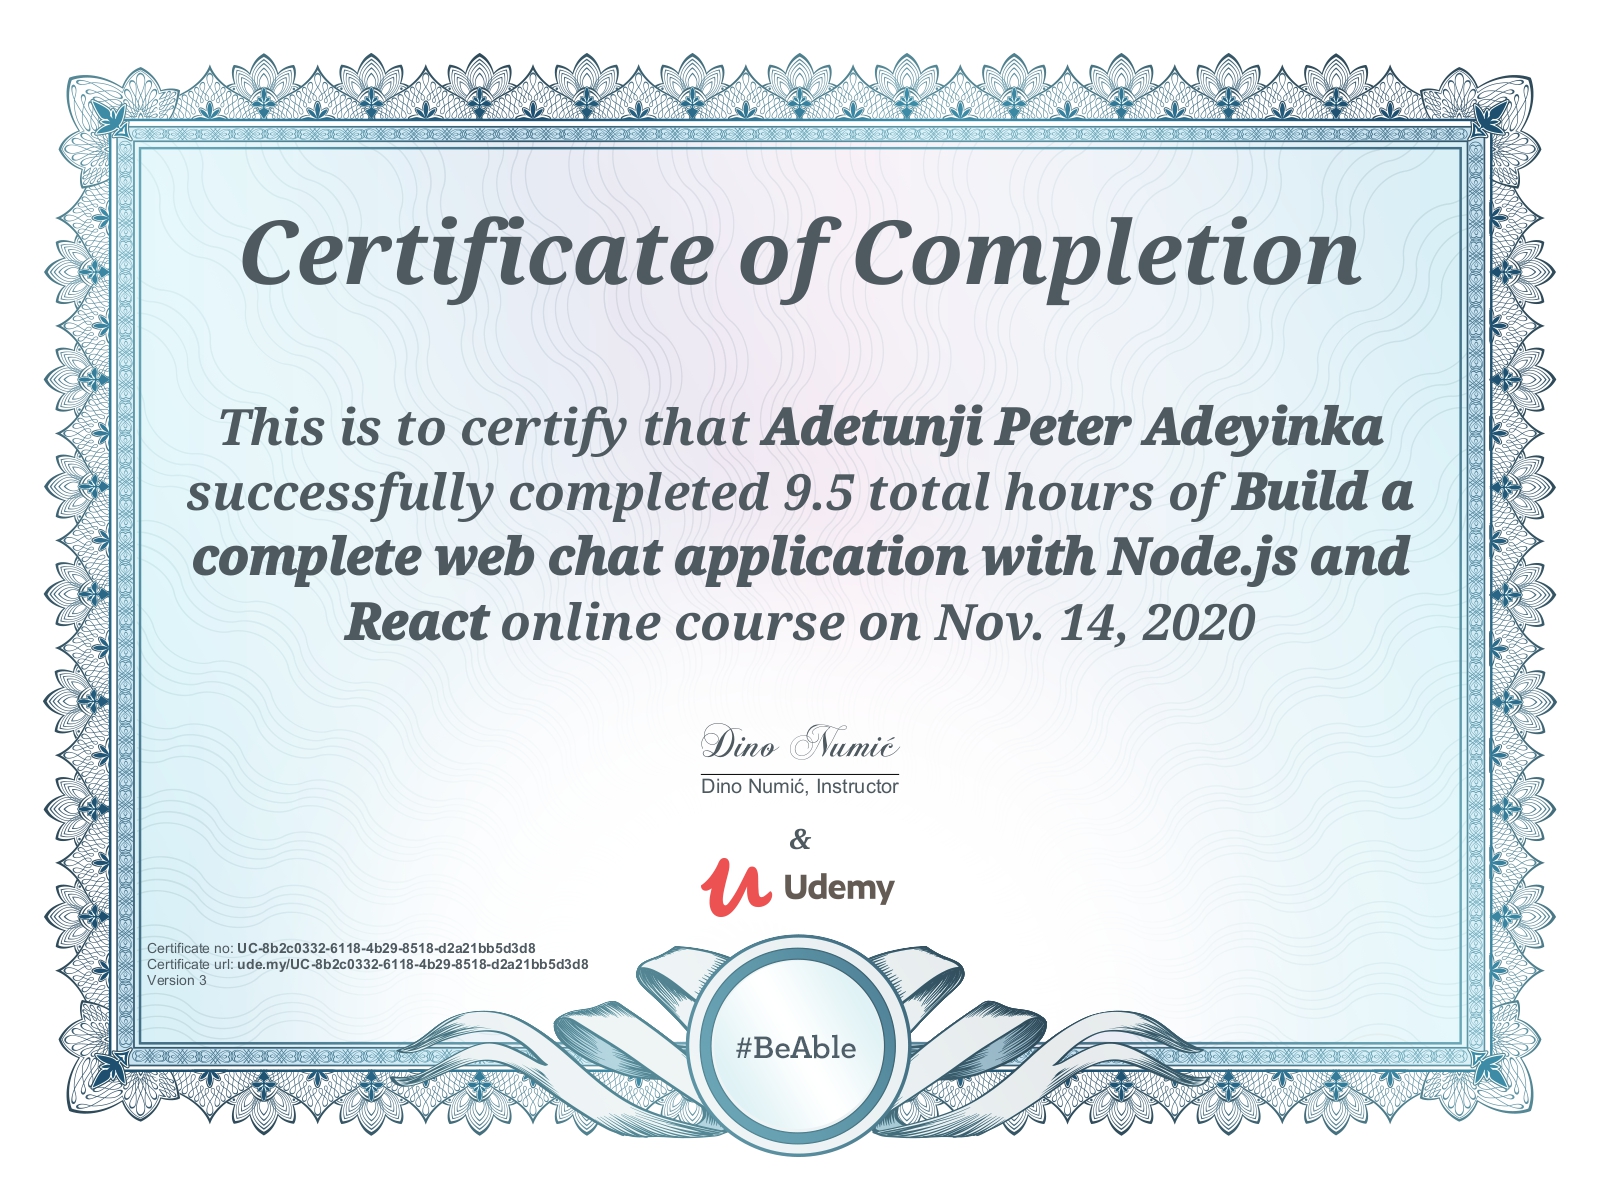 Certificate of Completion
This is to certify that Adetunji Peter Adeyinka
successfully completed 9.5 total hours of Build a
complete web chat application with Node.js and
React online course on Nov. 14, 2020
Dino Numić
Dino Numić, Instructor
&
Udemy
Certificate no: UC-8b2c0332-6118-4b29-8518-d2a21bb5d3d8
Certificate url: ude.my/UC-8b2c0332-6118-4b29-8518-d2a21bb5d3d8
Version 3
#BeAble